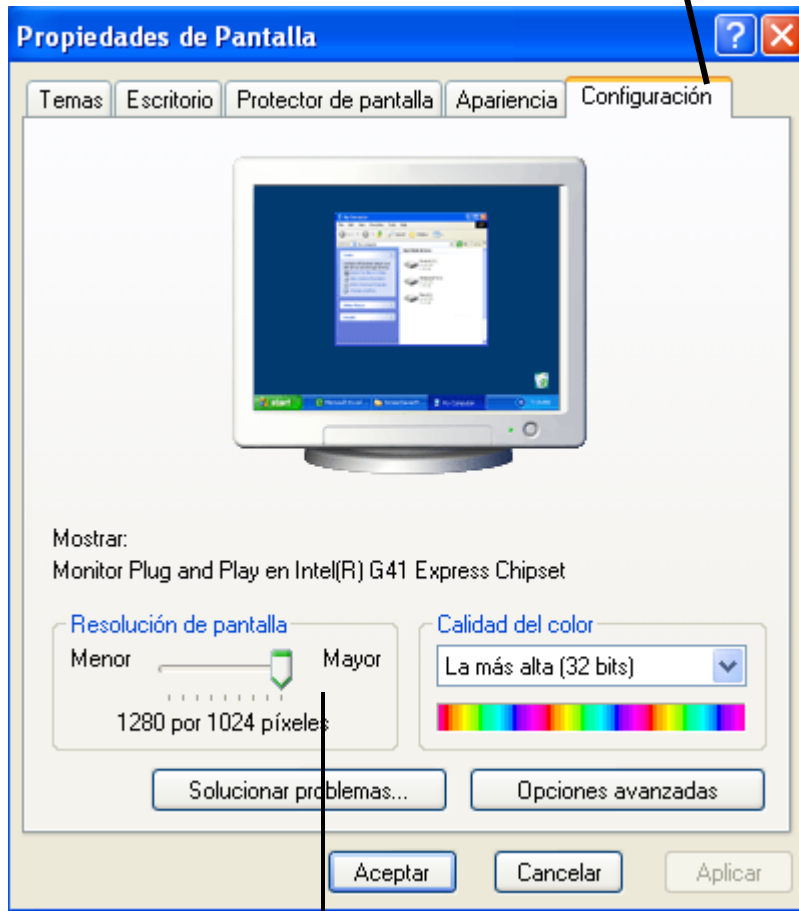 Propiedades de Pantalla
Temas Escritorio Protector de pantalla Apariencia Configuración
start
Mostrar:
Monitor Plug and Play en Intel(R) G41 Express Chipset
Resolución de pantalla
Calidad del color
Menor Mayor
La más alta (32 bits)
1280 por 1024 píxeles
Solucionar problemas... Opciones avanzadas
Aceptar Cancelar Aplicar